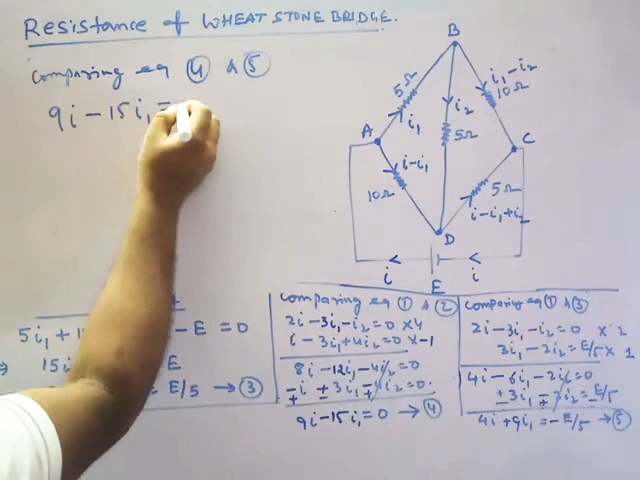 Resistance of WHEAT STONE BRIDGE.
Comparing eq ④ & ⑤
9i - 15i₁ =
B
5Ω
i₁
i₂
5Ω
i₁ - i₂
10Ω
A
C
i - i₁
10Ω
5Ω
i - i₁ + i₂
D
i
E
i
5i₁ + 1
- E = 0
15i
E
= E/5 → ③
Comparing eq ① & ②
2i - 3i₁ - i₂ = 0 × 4
i - 3i₁ + 4i₂ = 0 × -1
8i - 12i₁ - 4i₂ = 0
-i ± 3i₁ ∓ 4i₂ = 0
9i - 15i₁ = 0 → ④
Comparing eq ① & ③
2i - 3i₁ - i₂ = 0 × 2
3i₁ - 2i₂ = E/5 × 1
4i - 6i₁ - 2i₂ = 0
± 3i₁ ∓ 2i₂ = E/5
4i + 9i₁ = -E/5 → ⑤